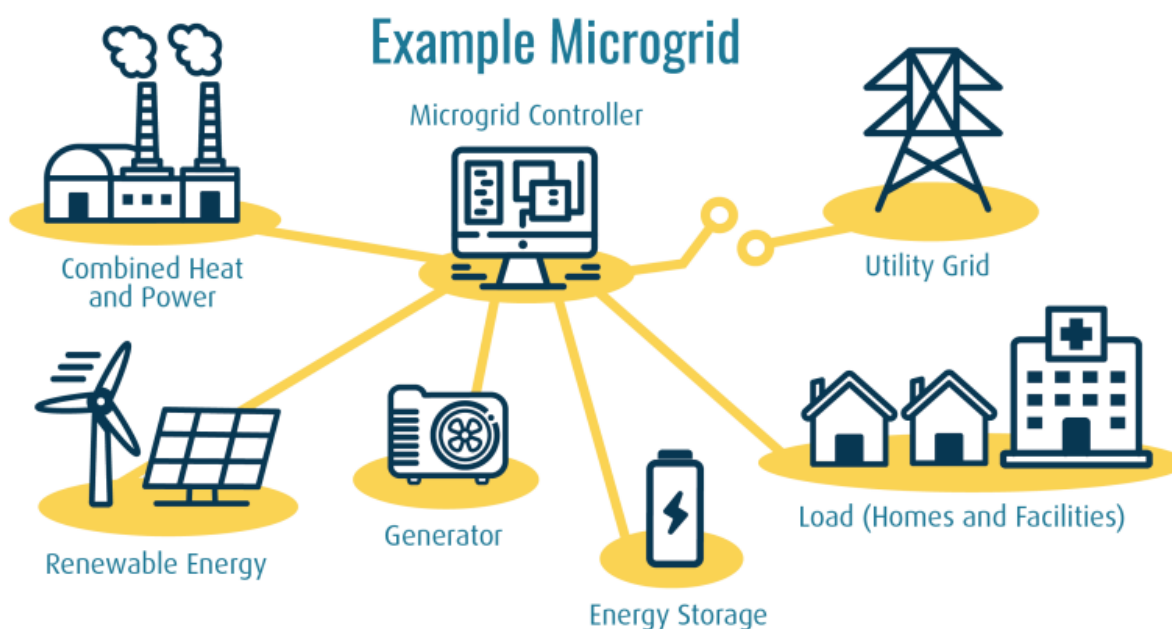 Example Microgrid
Microgrid Controller
Combined Heat
and Power
Utility Grid
Renewable Energy
Generator
Energy Storage
Load (Homes and Facilities)